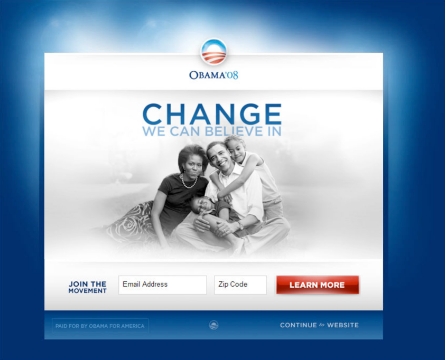 OBAMA'08
CHANGE
WE CAN BELIEVE IN
JOIN THE
MOVEMENT
Email Address
Zip Code
LEARN MORE
PAID FOR BY OBAMA FOR AMERICA
CONTINUE to WEBSITE